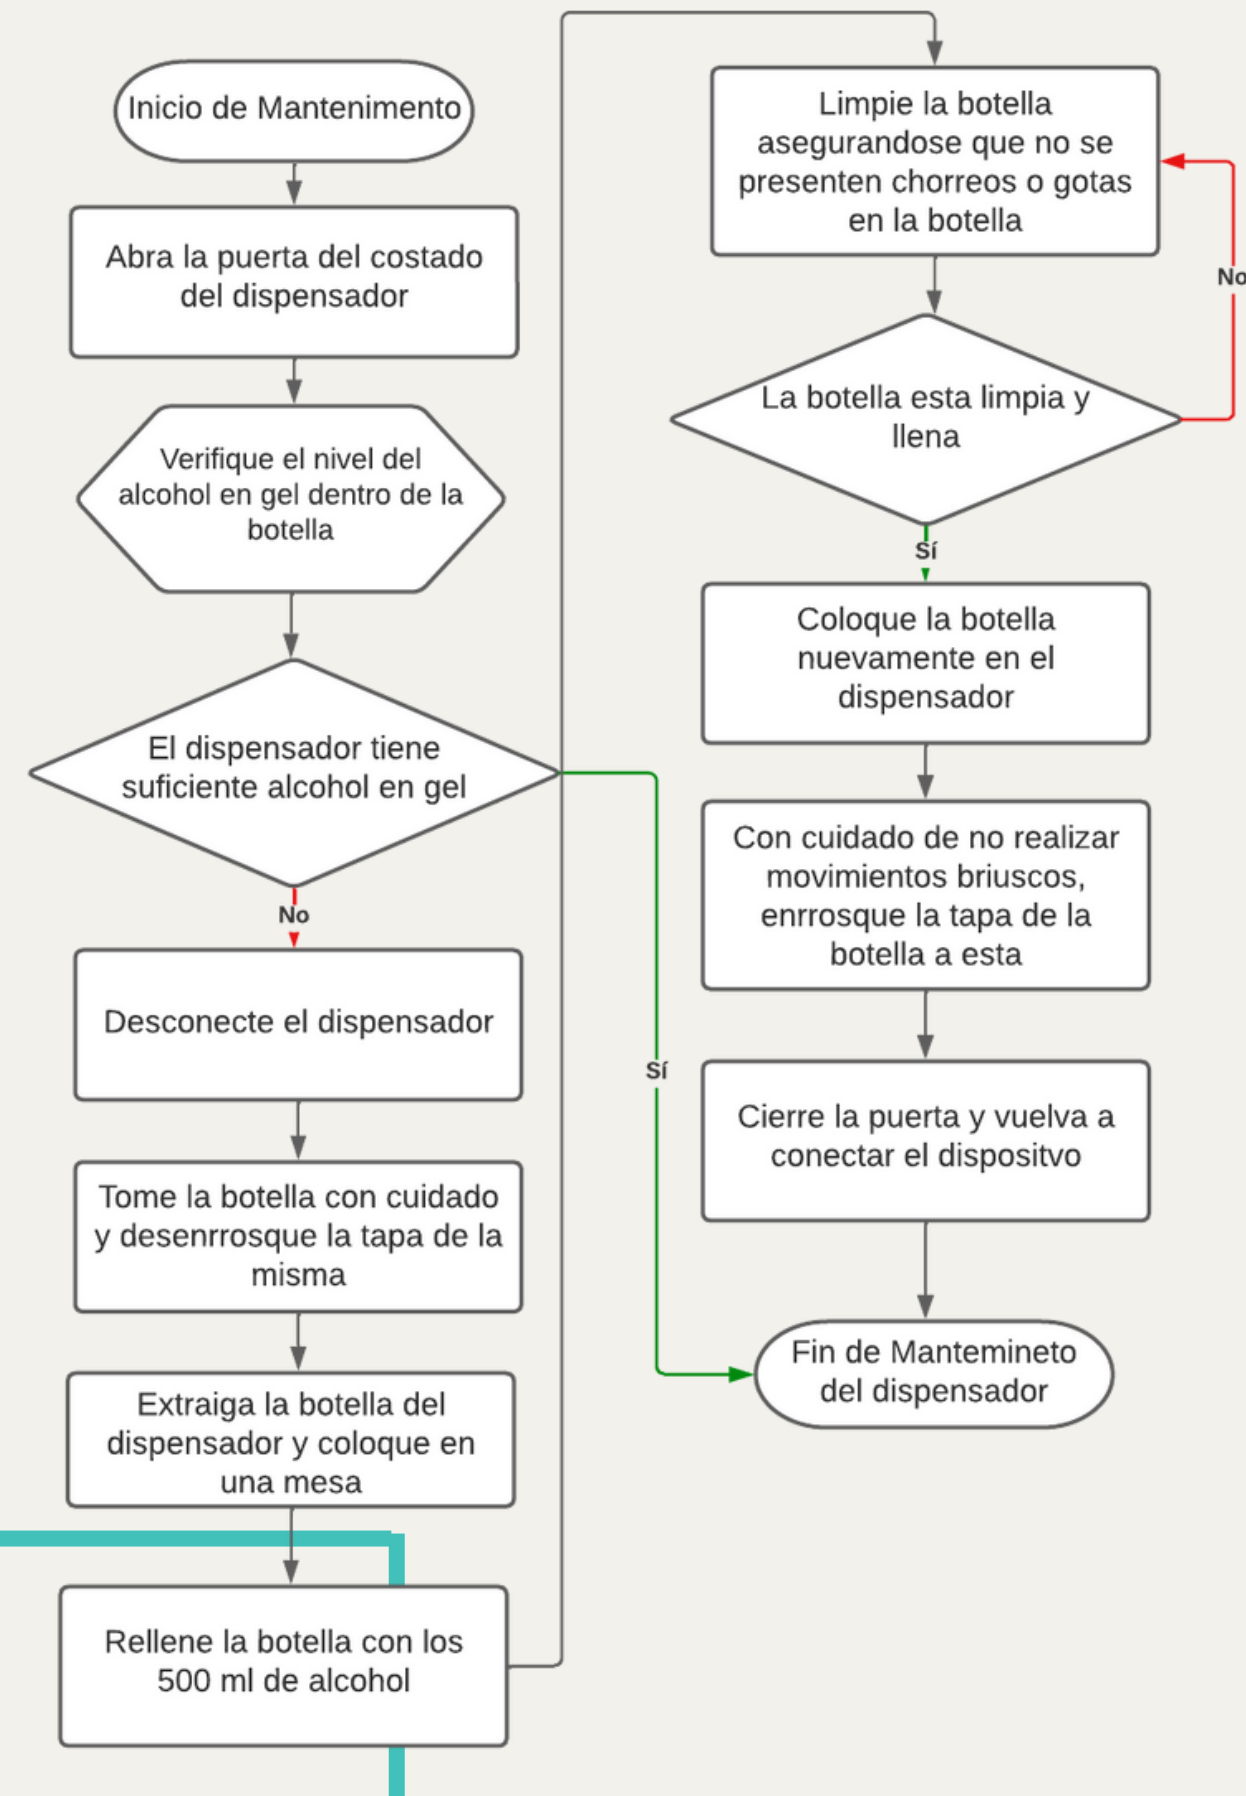 Inicio de Mantenimento
Abra la puerta del costado
del dispensador
Verifique el nivel del
alcohol en gel dentro de la
botella
El dispensador tiene
suficiente alcohol en gel
No
Desconecte el dispensador
Tome la botella con cuidado
y desenrrosque la tapa de la
misma
Extraiga la botella del
dispensador y coloque en
una mesa
Rellene la botella con los
500 ml de alcohol
Limpie la botella
asegurandose que no se
presenten chorreos o gotas
en la botella
No
La botella esta limpia y
llena
Sí
Coloque la botella
nuevamente en el
dispensador
Con cuidado de no realizar
movimientos briuscos,
enrrosque la tapa de la
botella a esta
Sí
Cierre la puerta y vuelva a
conectar el dispositvo
Fin de Mantemineto
del dispensador